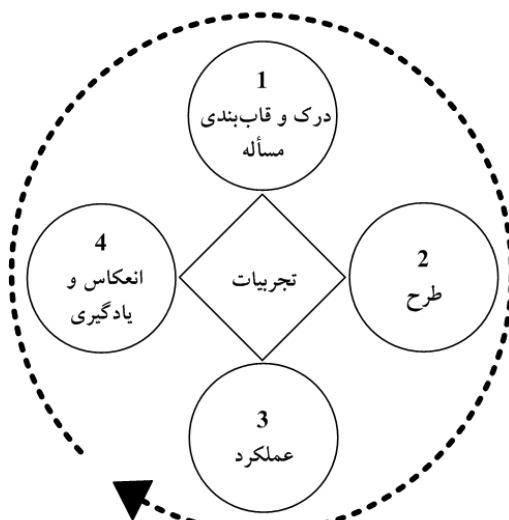 1
درک و قاب‌بندی
مسأله
2
طرح
3
عملکرد
4
انعکاس و
یادگیری
تجربیات